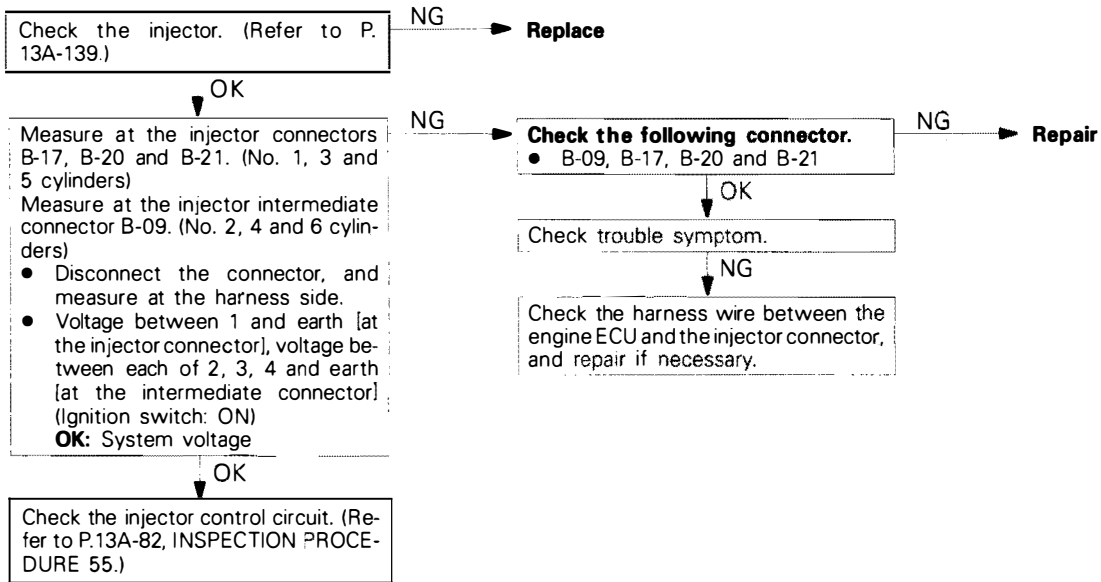 Check the injector. (Refer to P.
13A-139.)
NG
Replace
OK
Measure at the injector connectors
B-17, B-20 and B-21. (No. 1, 3 and
5 cylinders)
Measure at the injector intermediate
connector B-09. (No. 2, 4 and 6 cylin-
ders)
● Disconnect the connector, and
measure at the harness side.
● Voltage between 1 and earth [at
the injector connector], voltage be-
tween each of 2, 3, 4 and earth
[at the intermediate connector]
(Ignition switch: ON)
OK: System voltage
NG
Check the following connector.
● B-09, B-17, B-20 and B-21
NG
Repair
OK
Check trouble symptom.
NG
Check the harness wire between the
engine ECU and the injector connector,
and repair if necessary.
OK
Check the injector control circuit. (Re-
fer to P.13A-82, INSPECTION PROCE-
DURE 55.)